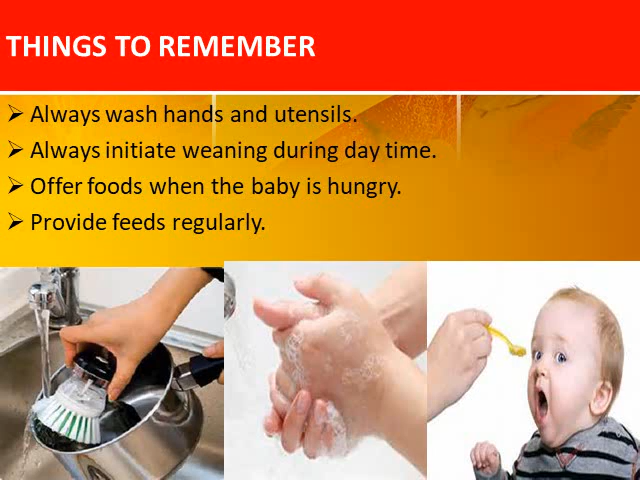 THINGS TO REMEMBER
➢ Always wash hands and utensils.
➢ Always initiate weaning during day time.
➢ Offer foods when the baby is hungry.
➢ Provide feeds regularly.